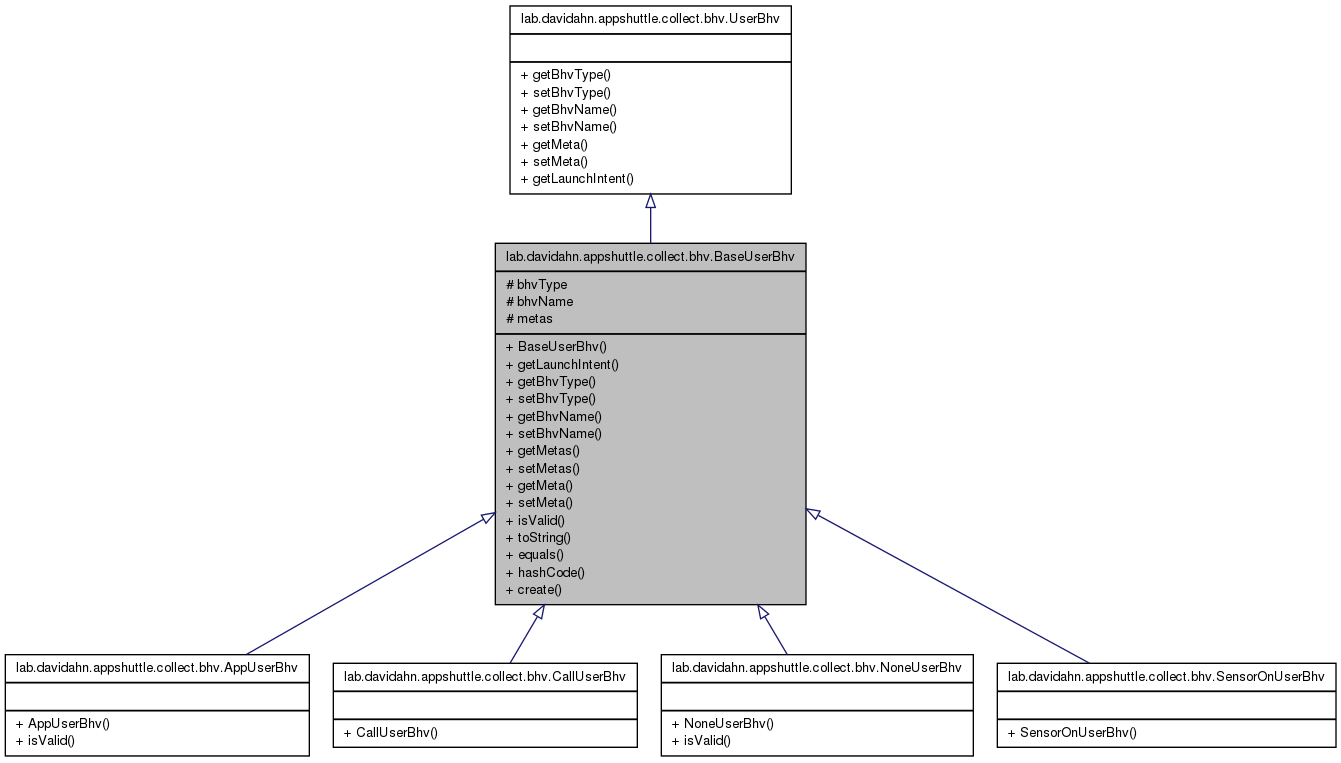 lab.davidahn.appshuttle.collect.bhv.UserBhv
+ getBhvType()
+ setBhvType()
+ getBhvName()
+ setBhvName()
+ getMeta()
+ setMeta()
+ getLaunchIntent()
lab.davidahn.appshuttle.collect.bhv.BaseUserBhv
# bhvType
# bhvName
# metas
+ BaseUserBhv()
+ getLaunchIntent()
+ getBhvType()
+ setBhvType()
+ getBhvName()
+ setBhvName()
+ getMetas()
+ setMetas()
+ getMeta()
+ setMeta()
+ isValid()
+ toString()
+ equals()
+ hashCode()
+ create()
lab.davidahn.appshuttle.collect.bhv.AppUserBhv
+ AppUserBhv()
+ isValid()
lab.davidahn.appshuttle.collect.bhv.CallUserBhv
+ CallUserBhv()
lab.davidahn.appshuttle.collect.bhv.NoneUserBhv
+ NoneUserBhv()
+ isValid()
lab.davidahn.appshuttle.collect.bhv.SensorOnUserBhv
+ SensorOnUserBhv()